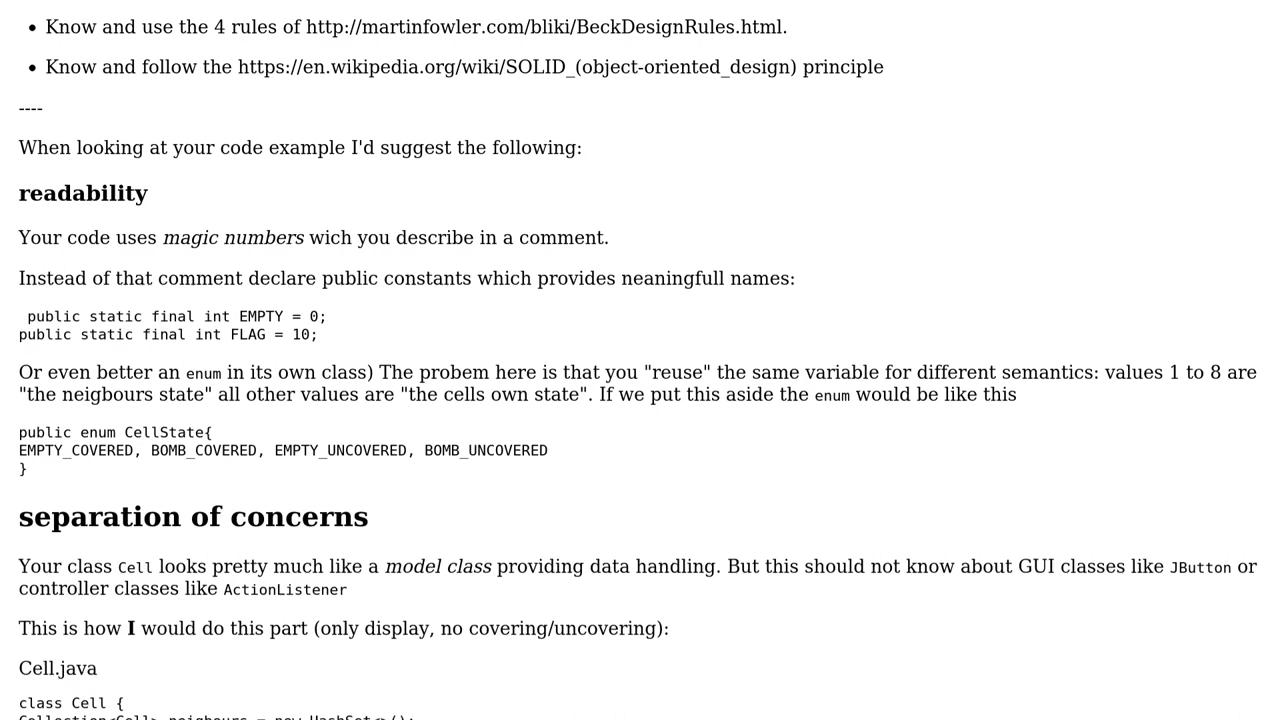 • Know and use the 4 rules of http://martinfowler.com/bliki/BeckDesignRules.html.
• Know and follow the https://en.wikipedia.org/wiki/SOLID_(object-oriented_design) principle
----
When looking at your code example I'd suggest the following:
readability
Your code uses magic numbers wich you describe in a comment.
Instead of that comment declare public constants which provides neaningfull names:
public static final int EMPTY = 0;
public static final int FLAG = 10;
Or even better an enum in its own class) The probem here is that you "reuse" the same variable for different semantics: values 1 to 8 are
"the neigbours state" all other values are "the cells own state". If we put this aside the enum would be like this
public enum CellState{
EMPTY_COVERED, BOMB_COVERED, EMPTY_UNCOVERED, BOMB_UNCOVERED
}
separation of concerns
Your class Cell looks pretty much like a model class providing data handling. But this should not know about GUI classes like JButton or
controller classes like ActionListener
This is how I would do this part (only display, no covering/uncovering):
Cell.java
class Cell {
Collection<Cell> neigbours = new HashSet<>();